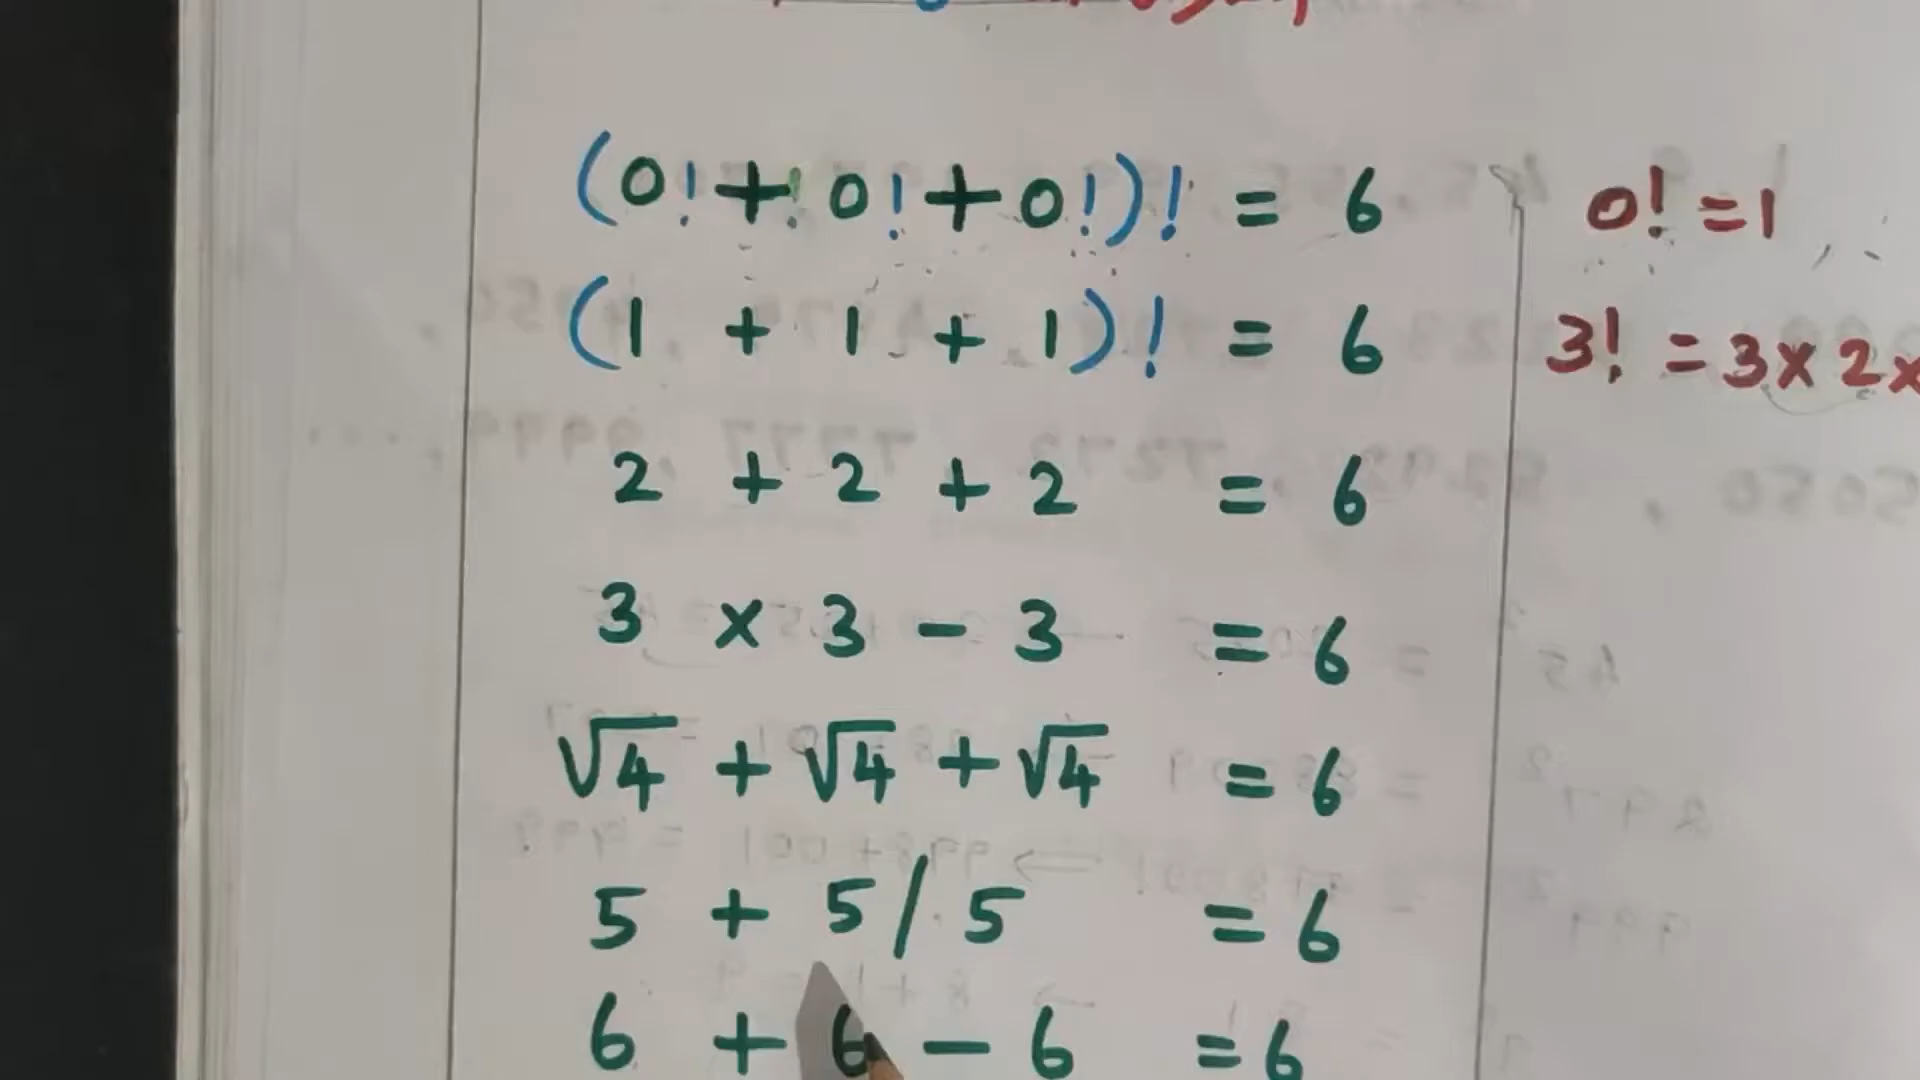 (0! + 0! + 0!)! = 6
0! = 1
(1 + 1 + 1)! = 6
3! = 3 x 2 x
2 + 2 + 2 = 6
3 x 3 - 3 = 6
√4 + √4 + √4 = 6
5 + 5/5 = 6
6 + 6 - 6 = 6